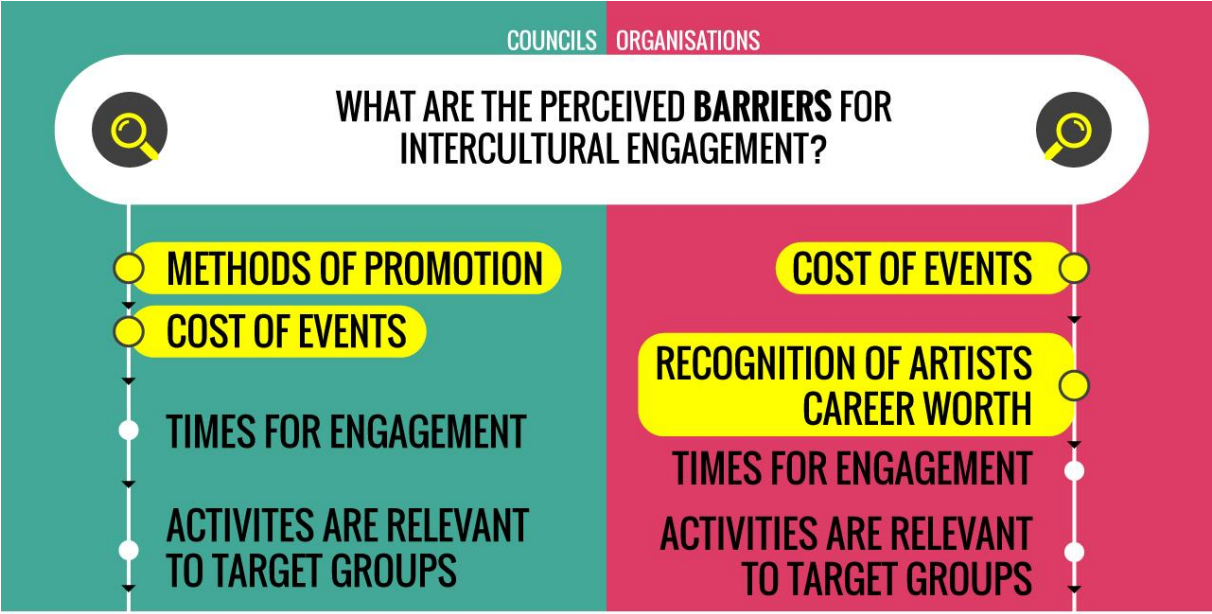 COUNCILS ORGANISATIONS
WHAT ARE THE PERCEIVED BARRIERS FOR
INTERCULTURAL ENGAGEMENT?
METHODS OF PROMOTION
COST OF EVENTS
TIMES FOR ENGAGEMENT
ACTIVITES ARE RELEVANT
TO TARGET GROUPS
COST OF EVENTS
RECOGNITION OF ARTISTS
CAREER WORTH
TIMES FOR ENGAGEMENT
ACTIVITIES ARE RELEVANT
TO TARGET GROUPS